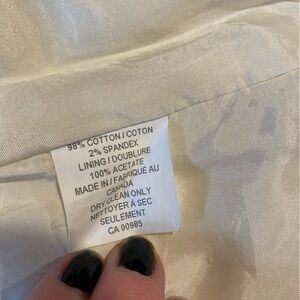 98% COTTON / COTON
2% SPANDEX
LINING / DOUBLURE
100% ACETATE
MADE IN / FABRIQUE AU
CANADA
DRY CLEAN ONLY
NETTOYER À SEC
SEULEMENT
CA 00985